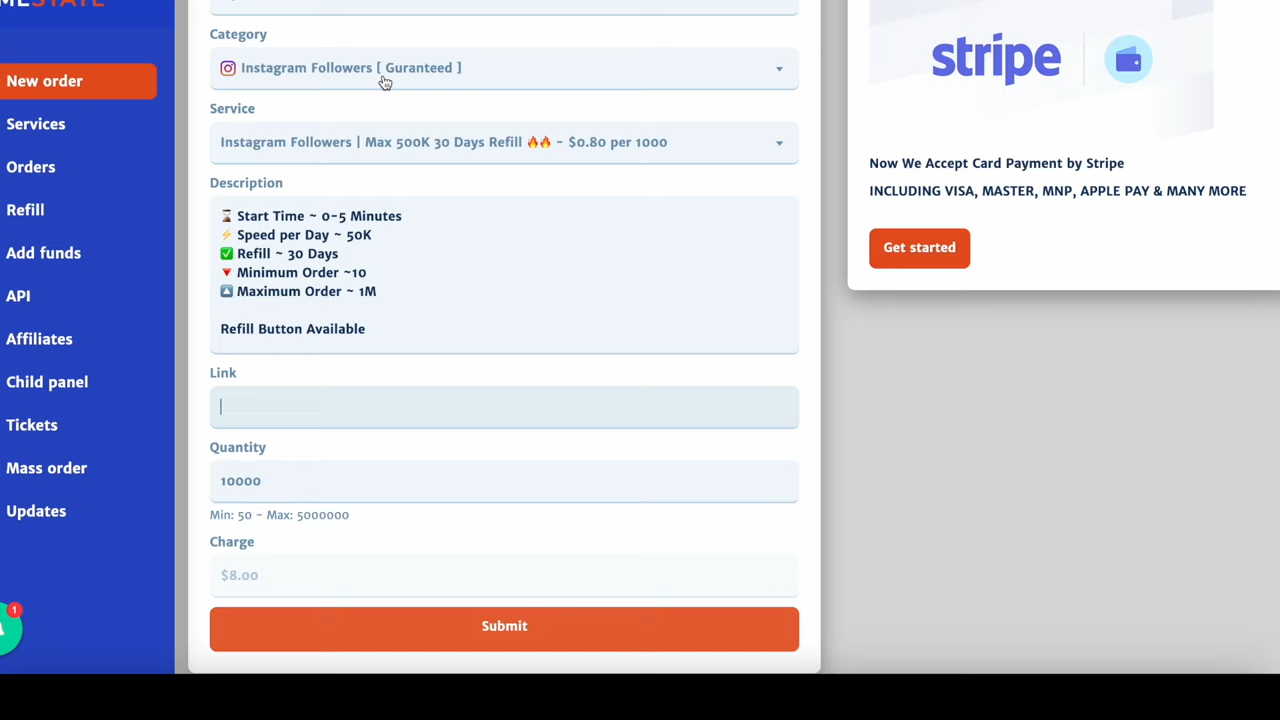 New order
Services
Orders
Refill
Add funds
API
Affiliates
Child panel
Tickets
Mass order
Updates
1
Category
Instagram Followers [ Guranteed ]
Service
Instagram Followers | Max 500K 30 Days Refill 🔥🔥 - $0.80 per 1000
Description
⏳ Start Time ~ 0-5 Minutes
⚡ Speed per Day ~ 50K
✅ Refill ~ 30 Days
🔻 Minimum Order ~10
🔼 Maximum Order ~ 1M
Refill Button Available
Link
Quantity
10000
Min: 50 - Max: 5000000
Charge
$8.00
Submit
stripe
Now We Accept Card Payment by Stripe
INCLUDING VISA, MASTER, MNP, APPLE PAY & MANY MORE
Get started